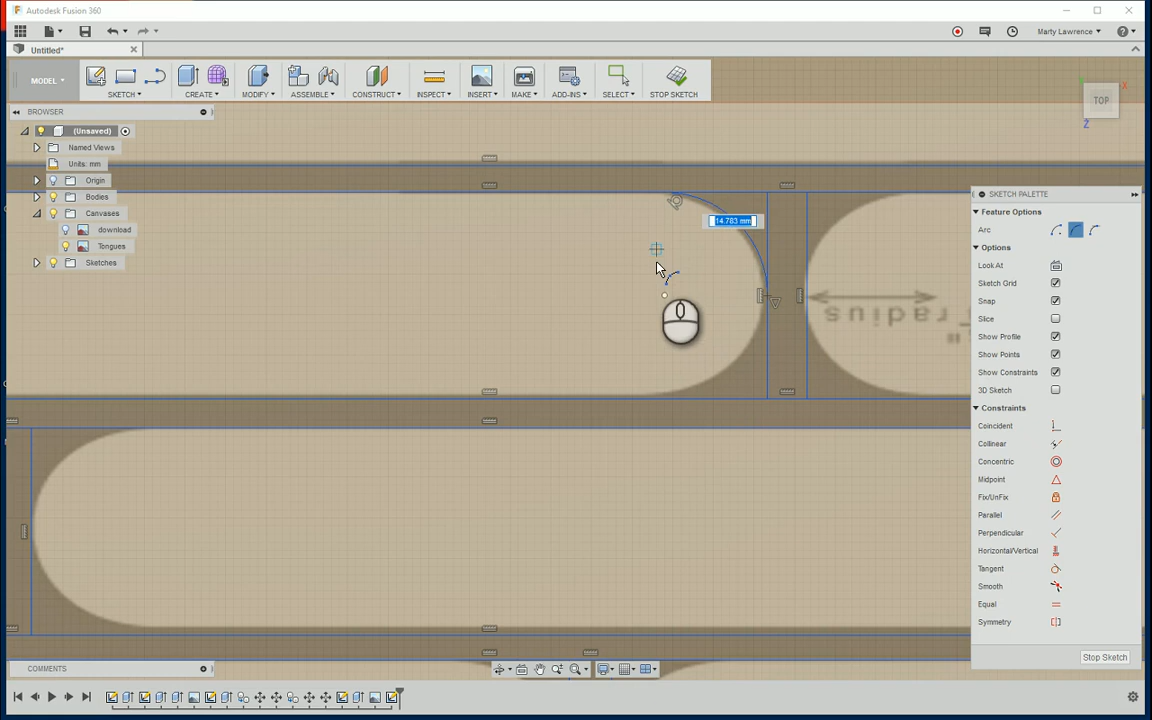 Autodesk Fusion 360
Marty Lawrence
Untitled*
MODEL
SKETCH
CREATE
MODIFY
ASSEMBLE
CONSTRUCT
INSPECT
INSERT
MAKE
ADD-INS
SELECT
STOP SKETCH
TOP
X
Z
BROWSER
(Unsaved)
Named Views
Units: mm
Origin
Bodies
Canvases
download
Tongues
Sketches
14.783 mm
radius
SKETCH PALETTE
Feature Options
Arc
Options
Look At
Sketch Grid
Snap
Slice
Show Profile
Show Points
Show Constraints
3D Sketch
Constraints
Coincident
Collinear
Concentric
Midpoint
Fix/UnFix
Parallel
Perpendicular
Horizontal/Vertical
Tangent
Smooth
Equal
Symmetry
Stop Sketch
COMMENTS